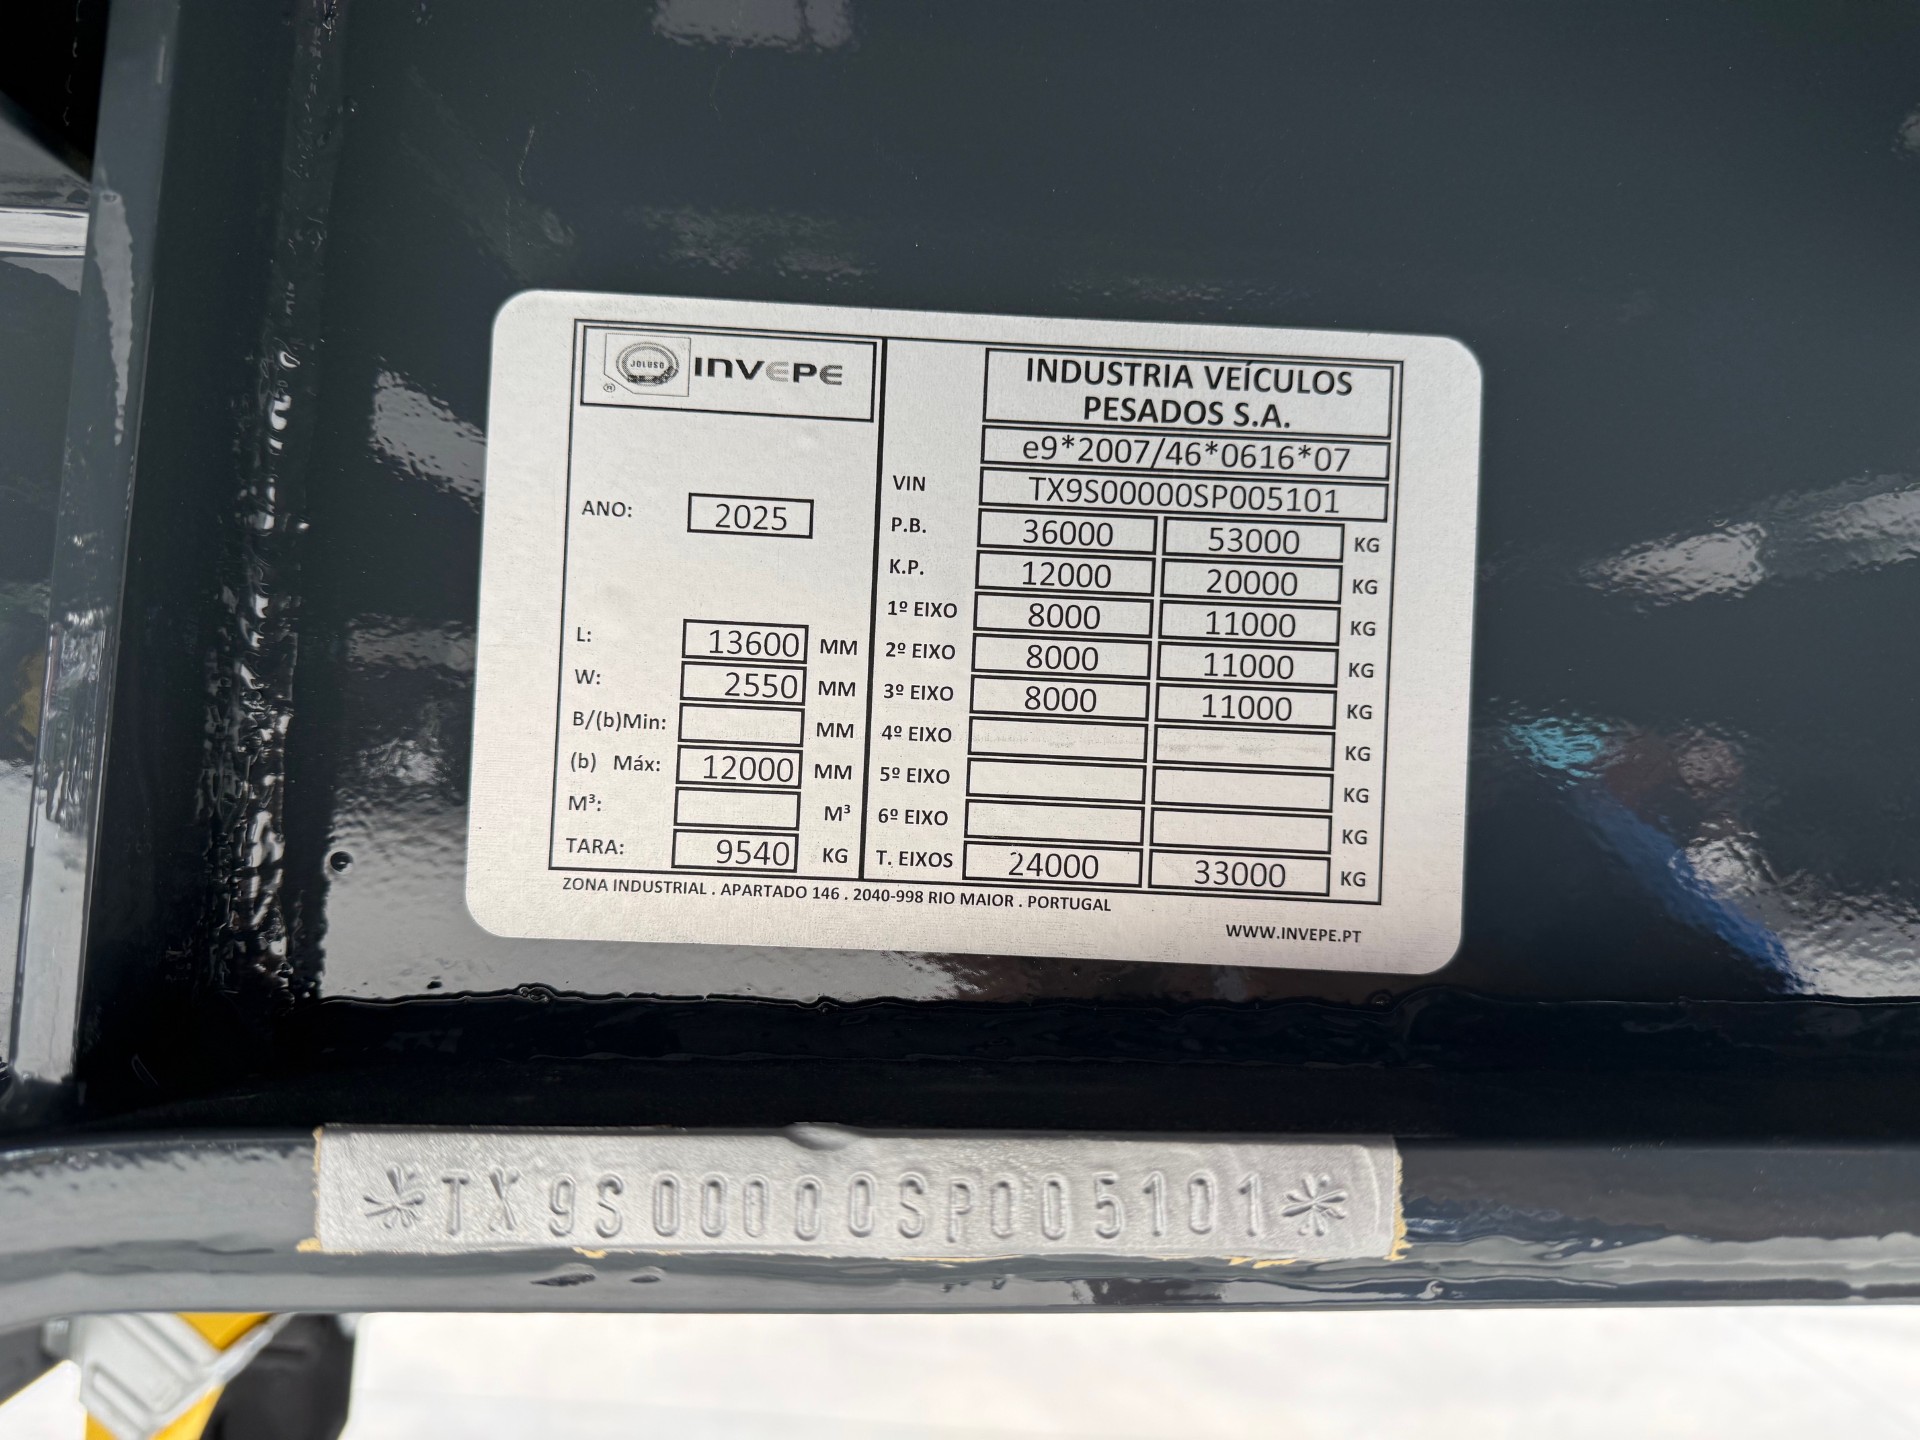 INVEPE
®
ANO: 2025
L: 13600 MM
W: 2550 MM
B/(b)Min: MM
(b) Máx: 12000 MM
M³: M³
TARA: 9540 KG
INDUSTRIA VEÍCULOS
PESADOS S.A.
e9*2007/46*0616*07
VIN TX9S00000SP005101
P.B. 36000 53000 KG
K.P. 12000 20000 KG
1º EIXO 8000 11000 KG
2º EIXO 8000 11000 KG
3º EIXO 8000 11000 KG
4º EIXO KG
5º EIXO KG
6º EIXO KG
T. EIXOS 24000 33000 KG
ZONA INDUSTRIAL . APARTADO 146 . 2040-998 RIO MAIOR . PORTUGAL
WWW.INVEPE.PT
*TX9S00000SP005101*